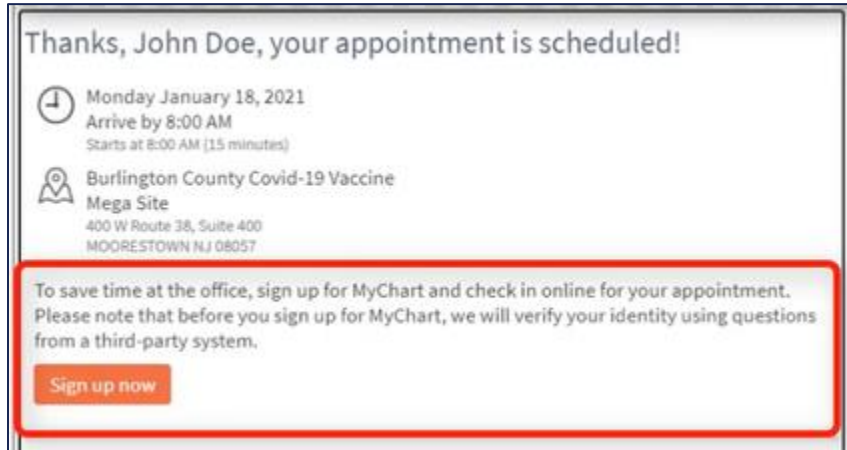 Thanks, John Doe, your appointment is scheduled!
Monday January 18, 2021
Arrive by 8:00 AM
Starts at 8:00 AM (15 minutes)
Burlington County Covid-19 Vaccine
Mega Site
400 W Route 38, Suite 400
MOORESTOWN NJ 08057
To save time at the office, sign up for MyChart and check in online for your appointment.
Please note that before you sign up for MyChart, we will verify your identity using questions
from a third-party system.
Sign up now